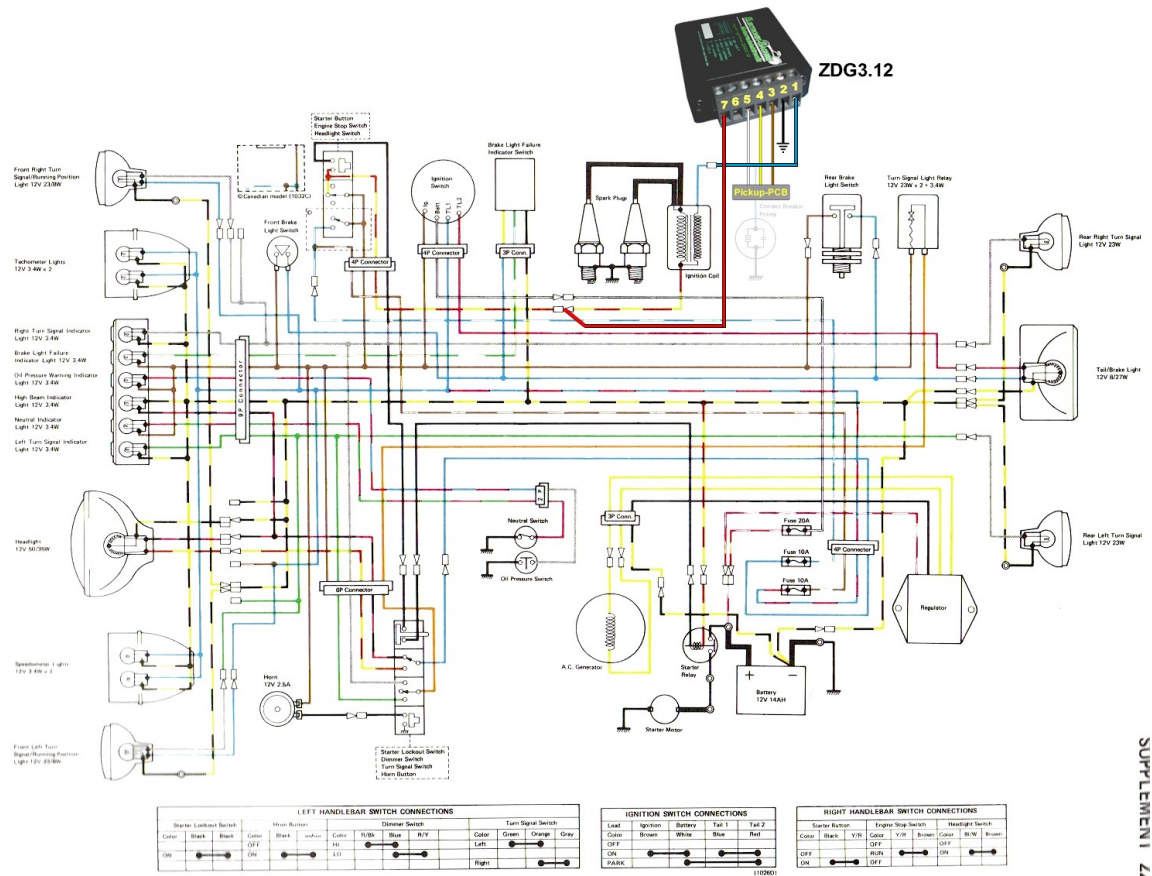 ZDG3.12
7 6 5 4 3 2 1
Pickup-PCB
Contact Breaker
Points
Starter Button
Engine Stop Switch
Headlight Switch
Canadian model (1032C)
Front Right Turn
Signal/Running Position
Light 12V 23/8W
Front Brake
Light Switch
Ignition
Switch
Ig.
Batt
TL1
TL2
Brake Light Failure
Indicator Switch
Spark Plugs
Ignition Coil
Rear Brake
Light Switch
Turn Signal Light Relay
12V 23W x 2 + 3.4W
Rear Right Turn Signal
Light 12V 23W
4P Connector
4P Connector
3P Conn.
Tachometer Lights
12V 3.4W x 2
Right Turn Signal Indicator
Light 12V 3.4W
Brake Light Failure
Indicator Light 12V 3.4W
Oil Pressure Warning Indicator
Light 12V 3.4W
High Beam Indicator
Light 12V 3.4W
Neutral Indicator
Light 12V 3.4W
Left Turn Signal Indicator
Light 12V 3.4W
9P Connector
Tail/Brake Light
12V 8/27W
Headlight
12V 50/35W
2 P
Neutral Switch
Oil Pressure Switch
3P Conn.
Fuse 20A
Fuse 10A
Fuse 10A
4P Connector
Rear Left Turn Signal
Light 12V 23W
6P Connector
Regulator
A.C. Generator
Starter
Relay
Battery
12V 14AH
Starter Motor
Horn
12V 2.5A
Front Left Turn
Signal/Running Position
Starter Lockout Switch
Dimmer Switch
Turn Signal Switch
Horn Button
SUPPLEMENT
LEFT HANDLEBAR SWITCH CONNECTIONS
Starter Lockout Switch Horn Button Dimmer Switch Turn Signal Switch
Color Black Black Color Black Color R/Bk Blue R/Y Color Green Orange Gray
OFF HI Left
ON ON LO
Right
IGNITION SWITCH CONNECTIONS
Lead Ignition Battery Tail 1 Tail 2
Color Brown White Blue Red
OFF
ON
PARK
(1026D)
RIGHT HANDLEBAR SWITCH CONNECTIONS
Starter Button Engine Stop Switch Headlight Switch
Color Black Y/R Color Y/R Brown Color Bl/W Brown
OFF OFF
OFF RUN ON
ON OFF